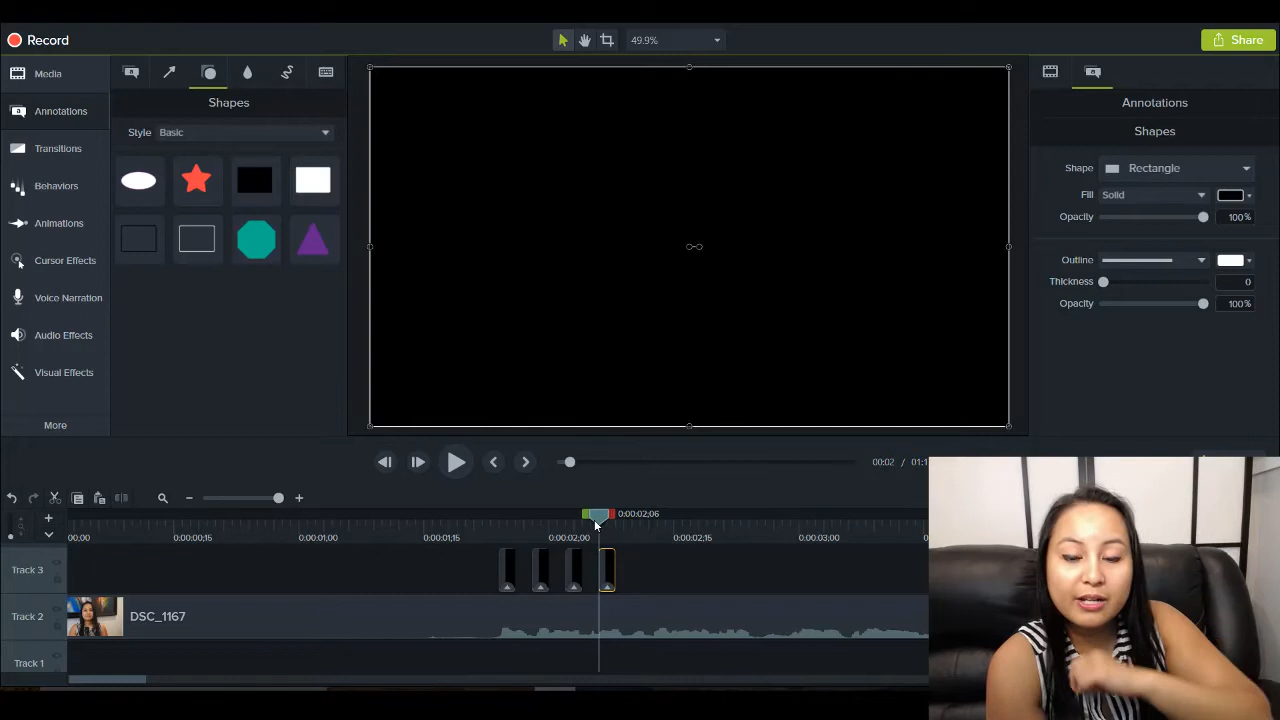 Record
49.9%
Share
Media
Annotations
Transitions
Behaviors
Animations
Cursor Effects
Voice Narration
Audio Effects
Visual Effects
More
Shapes
Style Basic
Annotations
Shapes
Shape Rectangle
Fill Solid
Opacity 100%
Outline
Thickness 0
Opacity 100%
00:02 / 01:1
0:00:02;06
00;00 0:00:00;15 0:00:01;00 0:00:01;15 0:00:02;00 0:00:02;15 0:00:03;00
Track 3
Track 2 DSC_1167
Track 1